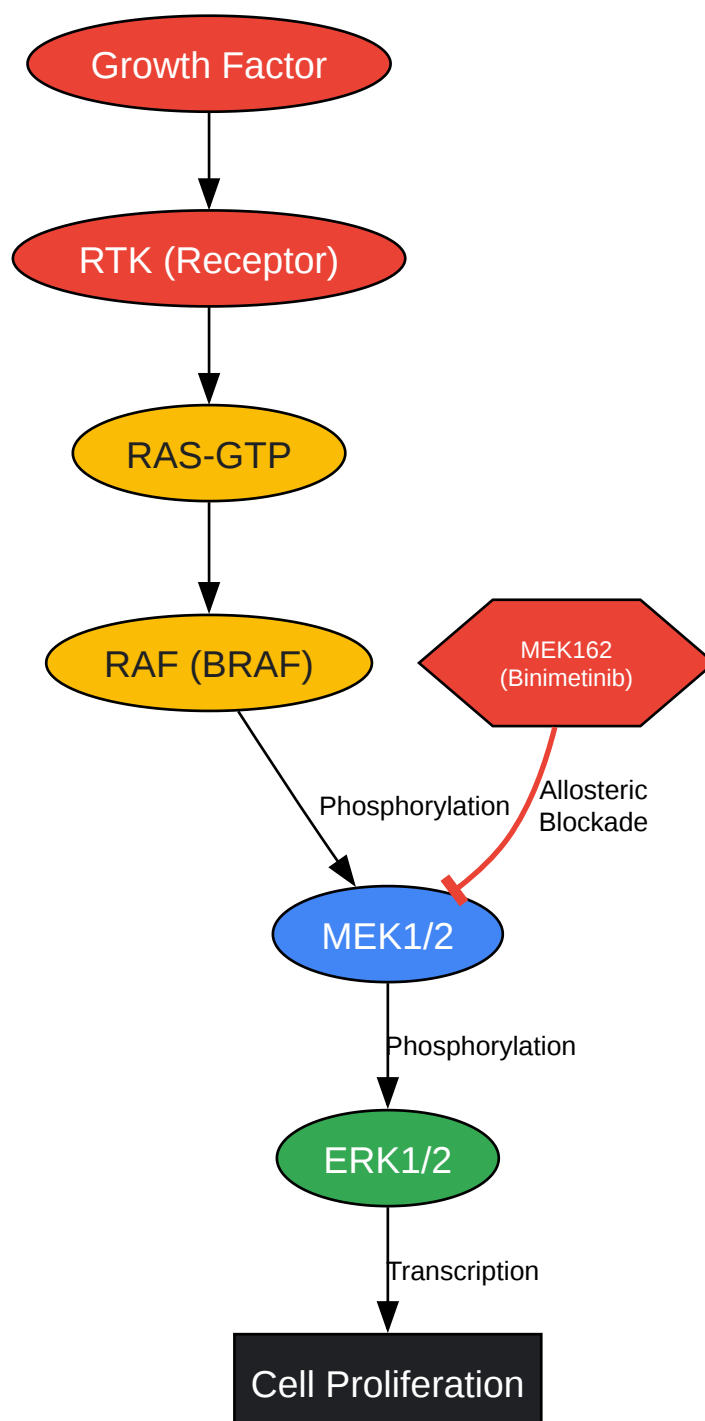 Growth Factor
RTK (Receptor)
RAS-GTP
RAF (BRAF)
MEK162
(Binimetinib)
Phosphorylation
Allosteric
Blockade
MEK1/2
Phosphorylation
ERK1/2
Transcription
Cell Proliferation